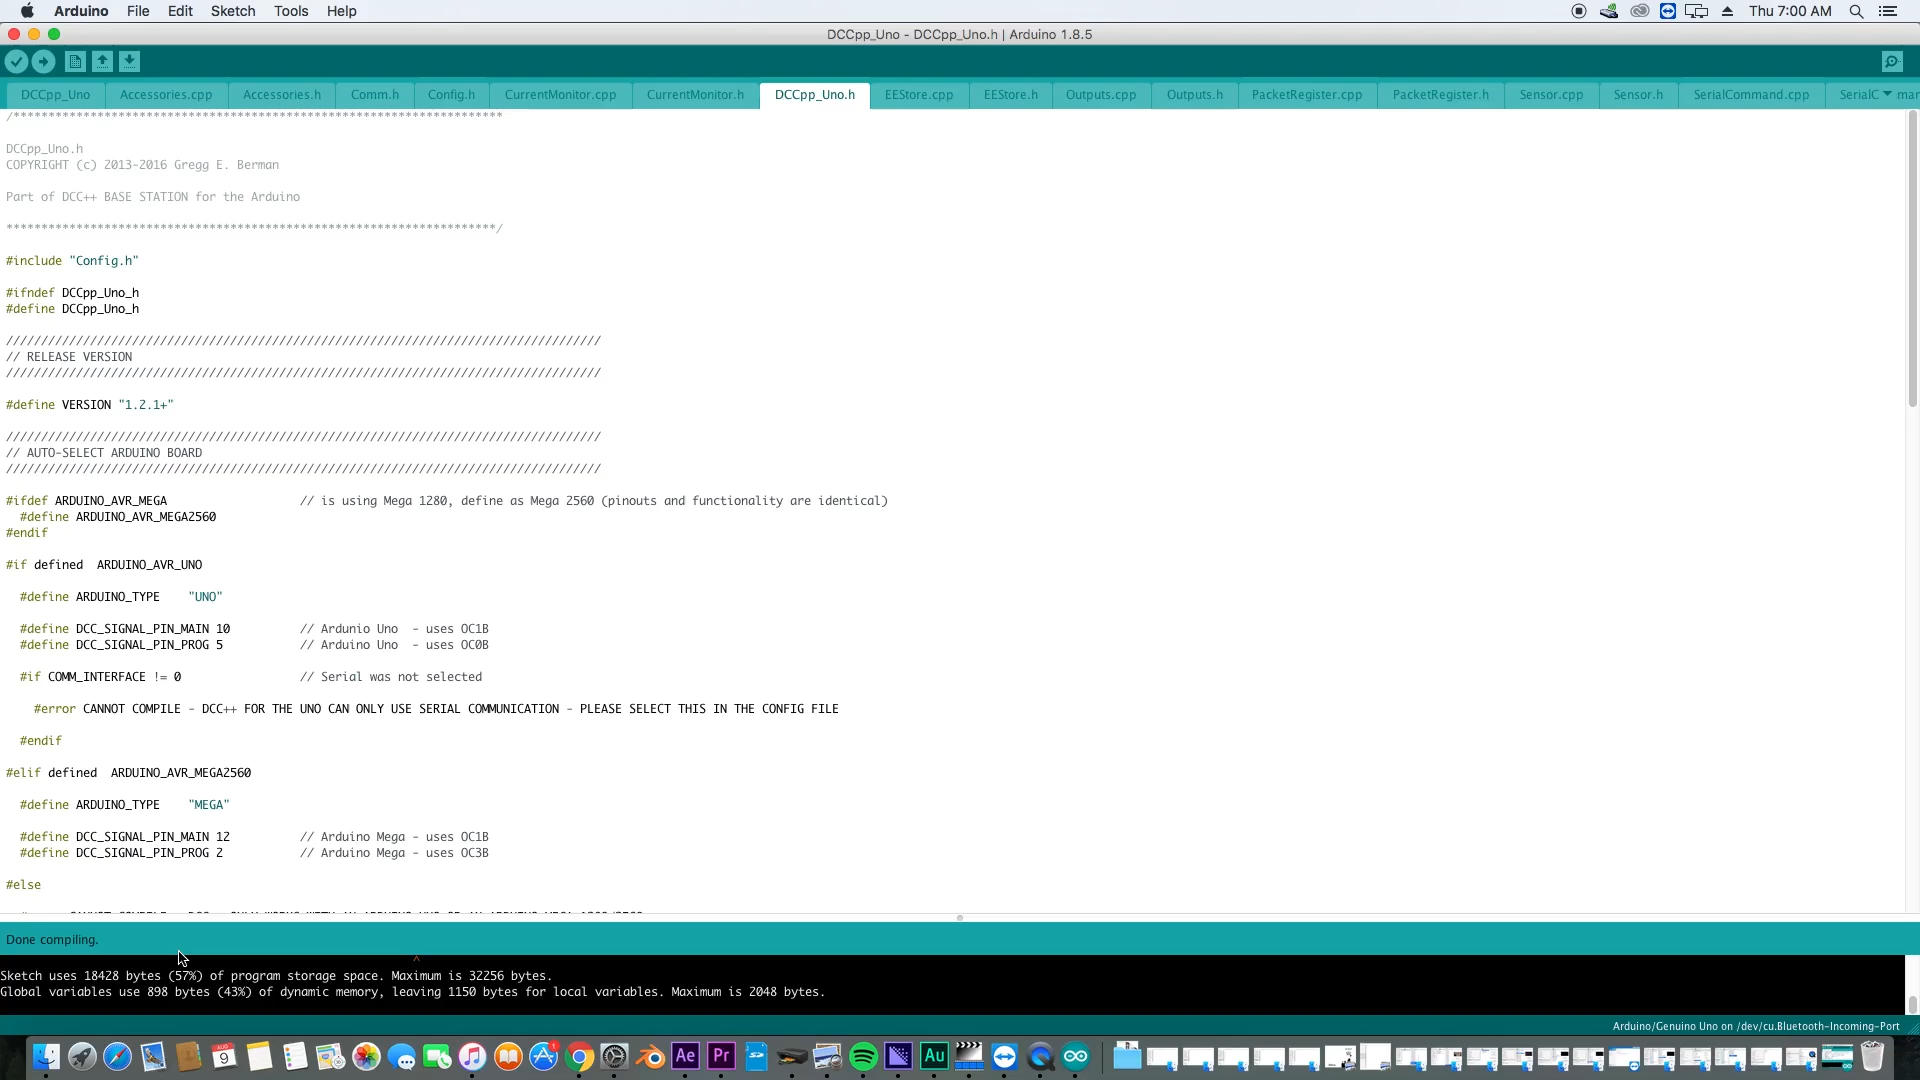 Arduino File Edit Sketch Tools Help Thu 7:00 AM
DCCpp_Uno - DCCpp_Uno.h | Arduino 1.8.5
DCCpp_Uno Accessories.cpp Accessories.h Comm.h Config.h CurrentMonitor.cpp CurrentMonitor.h DCCpp_Uno.h EEStore.cpp EEStore.h Outputs.cpp Outputs.h PacketRegister.cpp PacketRegister.h Sensor.cpp Sensor.h SerialCommand.cpp SerialC man
/**********************************************************************
DCCpp_Uno.h
COPYRIGHT (c) 2013-2016 Gregg E. Berman
Part of DCC++ BASE STATION for the Arduino
**********************************************************************/
#include "Config.h"
#ifndef DCCpp_Uno_h
#define DCCpp_Uno_h
/////////////////////////////////////////////////////////////////////////////////////
// RELEASE VERSION
/////////////////////////////////////////////////////////////////////////////////////
#define VERSION "1.2.1+"
/////////////////////////////////////////////////////////////////////////////////////
// AUTO-SELECT ARDUINO BOARD
/////////////////////////////////////////////////////////////////////////////////////
#ifdef ARDUINO_AVR_MEGA // is using Mega 1280, define as Mega 2560 (pinouts and functionality are identical)
#define ARDUINO_AVR_MEGA2560
#endif
#if defined ARDUINO_AVR_UNO
#define ARDUINO_TYPE "UNO"
#define DCC_SIGNAL_PIN_MAIN 10 // Ardunio Uno - uses OC1B
#define DCC_SIGNAL_PIN_PROG 5 // Arduino Uno - uses OC0B
#if COMM_INTERFACE != 0 // Serial was not selected
#error CANNOT COMPILE - DCC++ FOR THE UNO CAN ONLY USE SERIAL COMMUNICATION - PLEASE SELECT THIS IN THE CONFIG FILE
#endif
#elif defined ARDUINO_AVR_MEGA2560
#define ARDUINO_TYPE "MEGA"
#define DCC_SIGNAL_PIN_MAIN 12 // Arduino Mega - uses OC1B
#define DCC_SIGNAL_PIN_PROG 2 // Arduino Mega - uses OC3B
#else
Done compiling.
^
Sketch uses 18428 bytes (57%) of program storage space. Maximum is 32256 bytes.
Global variables use 898 bytes (43%) of dynamic memory, leaving 1150 bytes for local variables. Maximum is 2048 bytes.
Arduino/Genuino Uno on /dev/cu.Bluetooth-Incoming-Port
AUG
9
1
Ae Pr Au